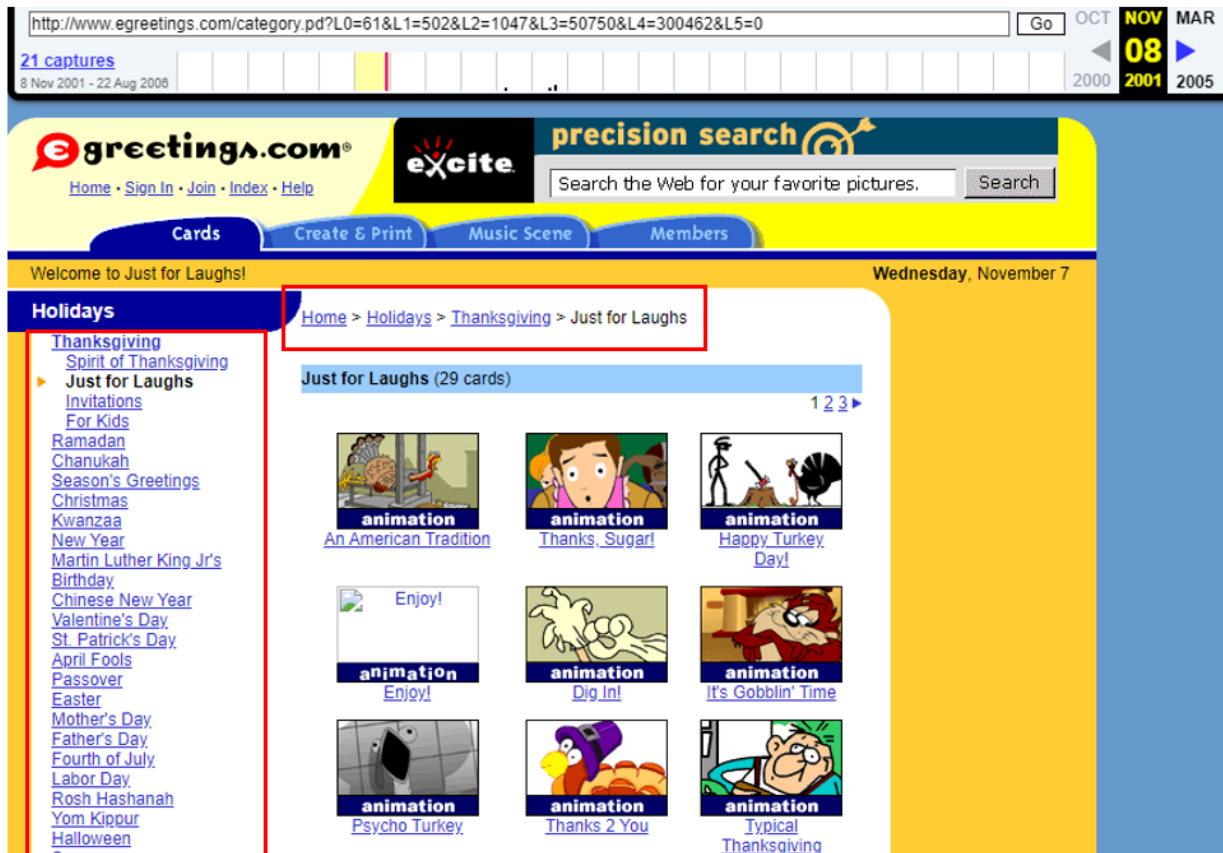 http://www.egreetings.com/category.pd?L0=61&L1=502&L2=1047&L3=50750&L4=300462&L5=0 Go OCT NOV MAR
21 captures 08
8 Nov 2001 - 22 Aug 2006 2000 2001 2005
egreetings.com®
Home · Sign In · Join · Index · Help
excite
precision search
Search the Web for your favorite pictures. Search
Cards Create & Print Music Scene Members
Welcome to Just for Laughs! Wednesday, November 7
Holidays
Thanksgiving
Spirit of Thanksgiving
Just for Laughs
Invitations
For Kids
Ramadan
Chanukah
Season's Greetings
Christmas
Kwanzaa
New Year
Martin Luther King Jr's
Birthday
Chinese New Year
Valentine's Day
St. Patrick's Day
April Fools
Passover
Easter
Mother's Day
Father's Day
Fourth of July
Labor Day
Rosh Hashanah
Yom Kippur
Halloween
Home > Holidays > Thanksgiving > Just for Laughs
Just for Laughs (29 cards)
1 2 3
animation animation animation
An American Tradition Thanks, Sugar! Happy Turkey
Day!
Enjoy!
animation animation animation
Enjoy! Dig In! It's Gobblin' Time
animation animation animation
Psycho Turkey Thanks 2 You Typical
Thanksgiving